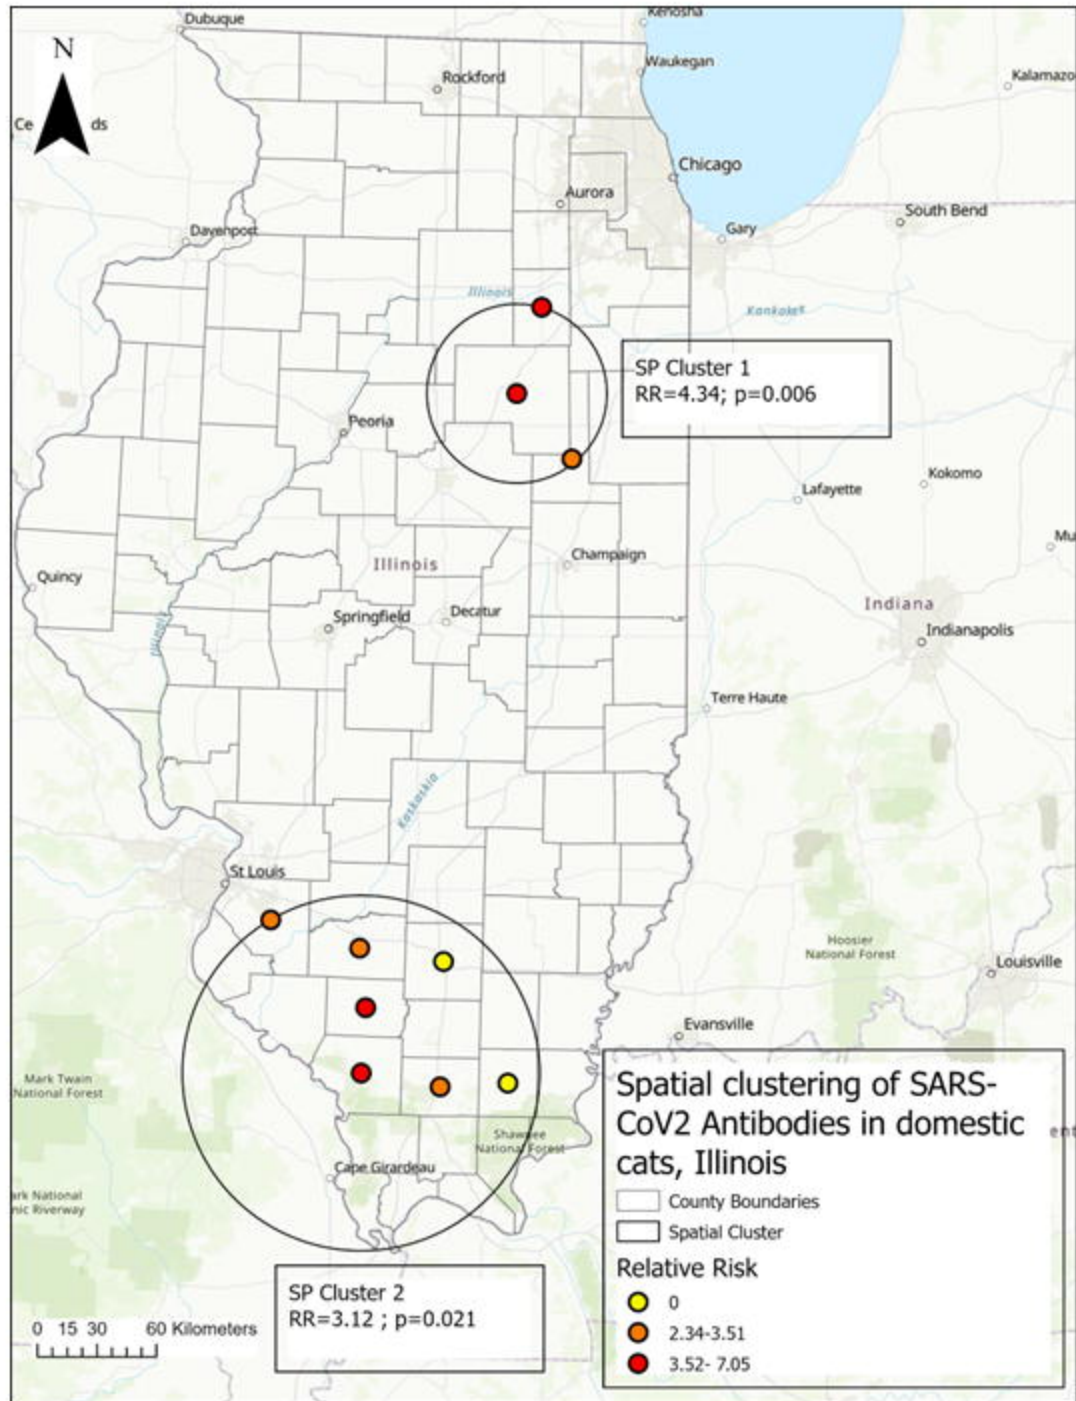 Dubuque
Kenosha
N
Waukegan
Rockford
Kalamazo
Ce
ds
Chicago
Aurora
South Bend
Davenport
Gary
Illinois
Kankakee
SP Cluster 1
RR=4.34; p=0.006
Peoria
Kokomo
Lafayette
Mu
Champaign
Illinois
Quincy
Indiana
Springfield
Decatur
Illinois
Indianapolis
Terre Haute
Kaskaskia
St Louis
Hoosier
National Forest
Louisville
Evansville
Mark Twain
National Forest
Spatial clustering of SARS-
CoV2 Antibodies in domestic
cats, Illinois
ent
Shawnee
National Forest
Cape Girardeau
ark National
nic Riverway
County Boundaries
Spatial Cluster
Relative Risk
0
2.34-3.51
3.52- 7.05
SP Cluster 2
RR=3.12 ; p=0.021
0 15 30 60 Kilometers